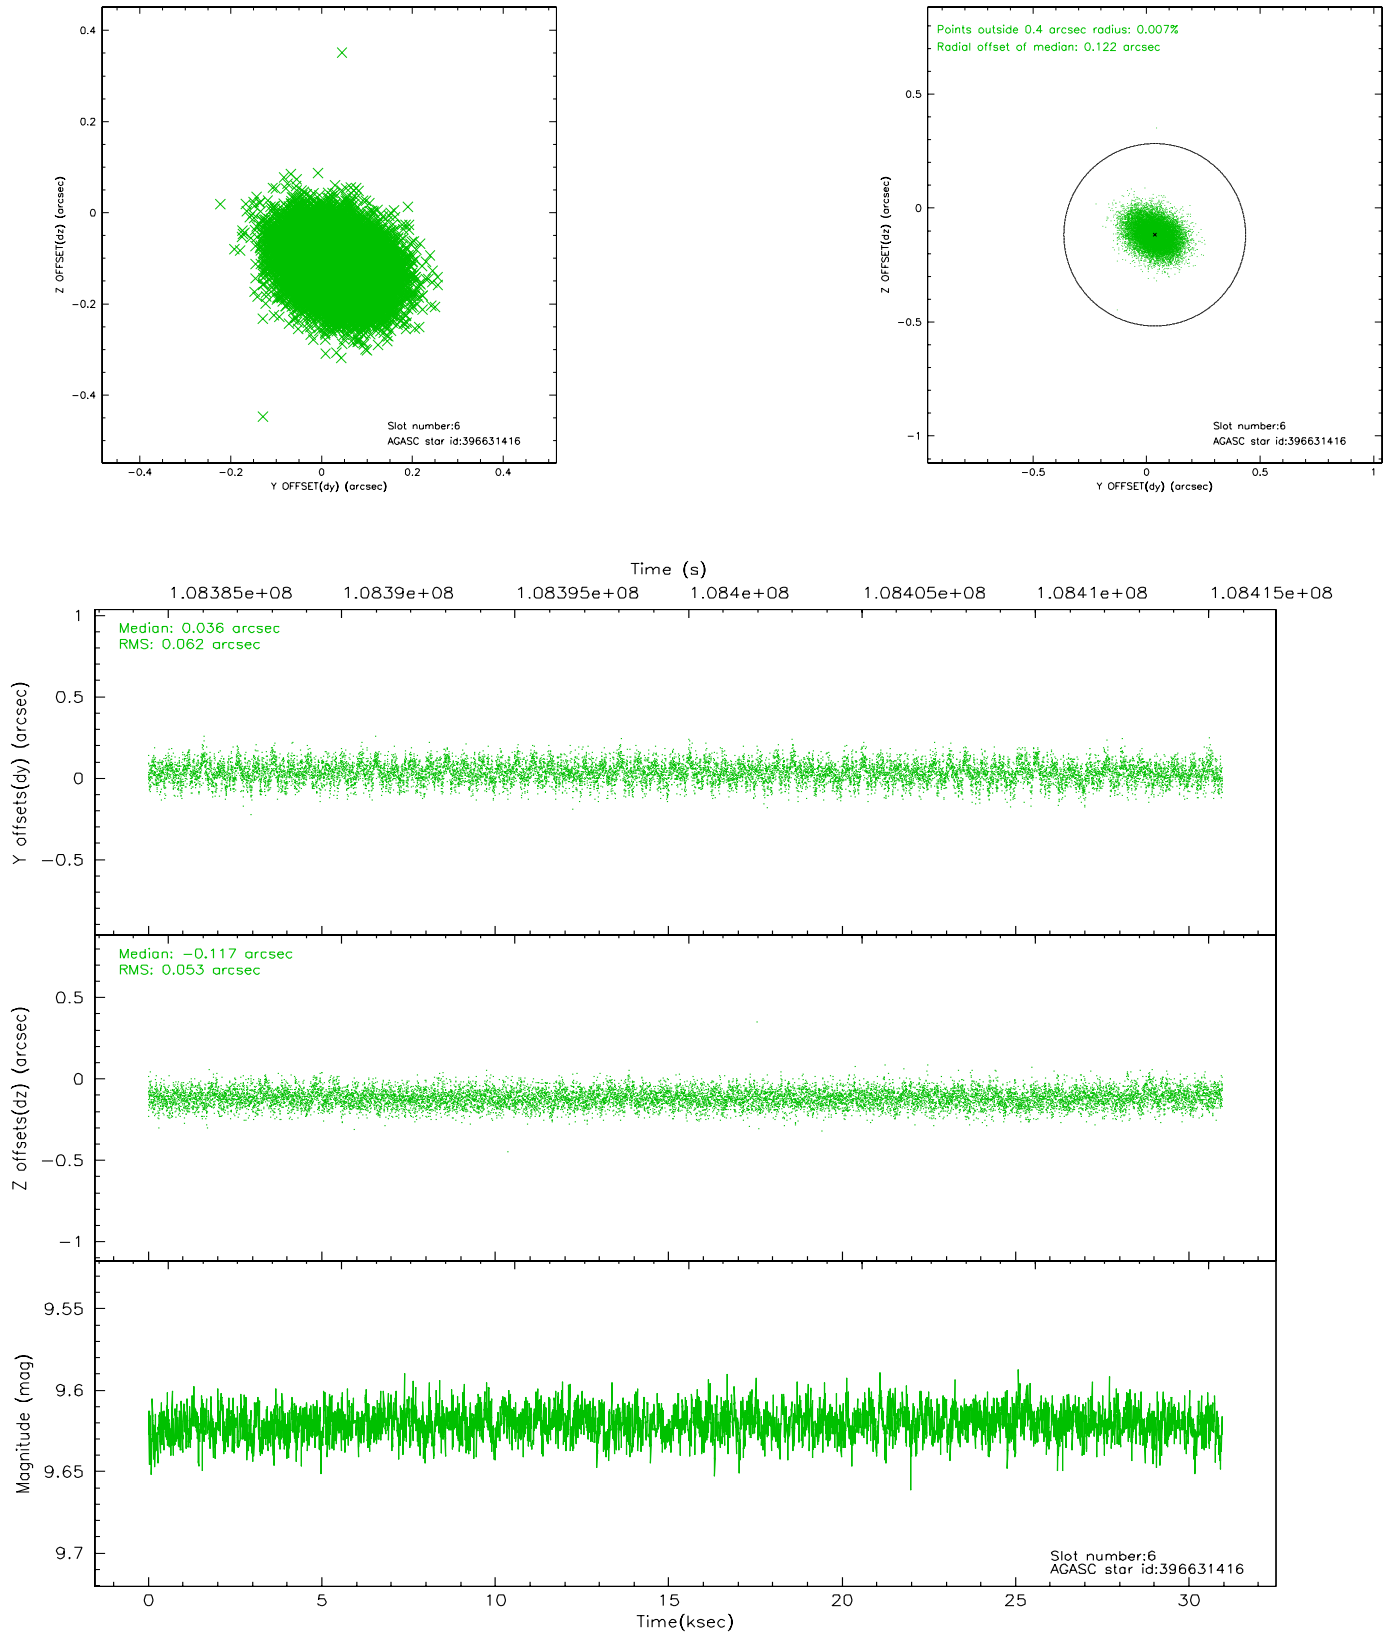 0.4
0.2
0
−0.2
−0.4
Z OFFSET(dz) (arcsec)
Slot number:6
AGASC star id:396631416
−0.4 −0.2 0 0.2 0.4
Y OFFSET(dy) (arcsec)
Points outside 0.4 arcsec radius: 0.007%
Radial offset of median: 0.122 arcsec
0.5
0
−0.5
−1
Z OFFSET(dz) (arcsec)
Slot number:6
AGASC star id:396631416
−0.5 0 0.5 1
Y OFFSET(dy) (arcsec)
Time (s)
1.08385e+08 1.0839e+08 1.08395e+08 1.084e+08 1.08405e+08 1.0841e+08 1.08415e+08
Median: 0.036 arcsec
RMS: 0.062 arcsec
1
0.5
0
−0.5
Y offsets(dy) (arcsec)
Median: −0.117 arcsec
RMS: 0.053 arcsec
0.5
0
−0.5
−1
Z offsets(dz) (arcsec)
9.55
9.6
9.65
9.7
Magnitude (mag)
Slot number:6
AGASC star id:396631416
0 5 10 15 20 25 30
Time(ksec)